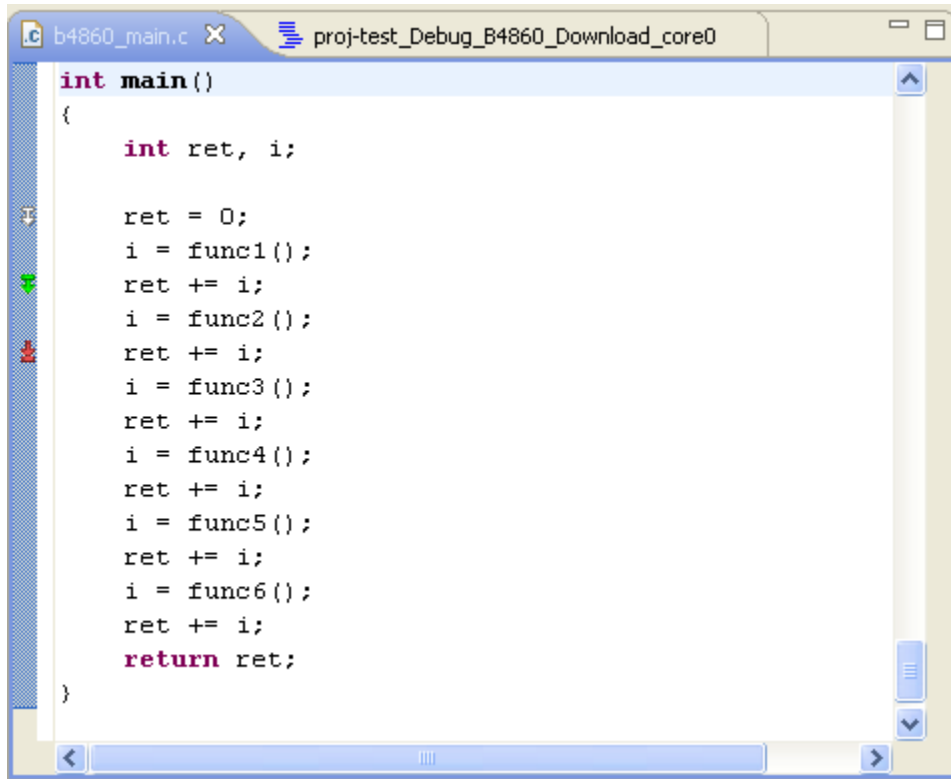 .c b4860_main.c proj-test_Debug_B4860_Download_core0
int main()
{
    int ret, i;

    ret = 0;
    i = func1();
    ret += i;
    i = func2();
    ret += i;
    i = func3();
    ret += i;
    i = func4();
    ret += i;
    i = func5();
    ret += i;
    i = func6();
    ret += i;
    return ret;
}